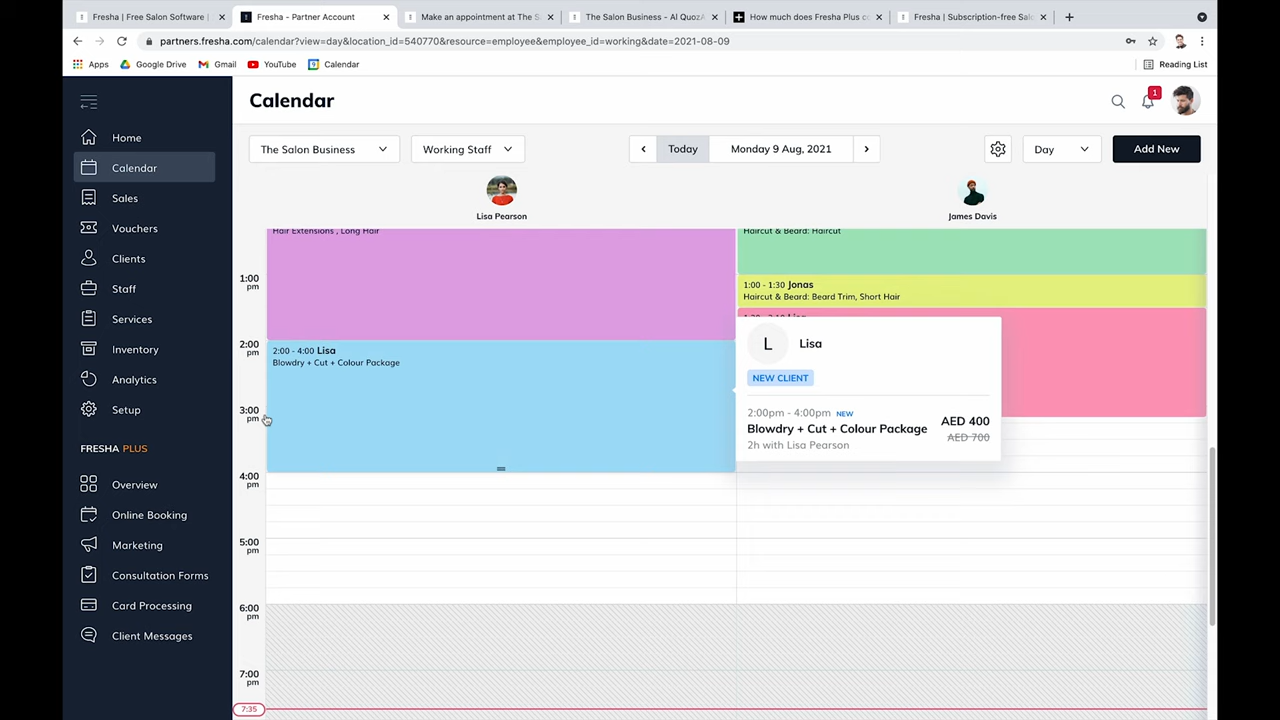 Fresha | Free Salon Software |
Fresha - Partner Account
Make an appointment at The S
The Salon Business - Al QuozA
How much does Fresha Plus co
Fresha | Subscription-free Salo
partners.fresha.com/calendar?view=day&location_id=540770&resource=employee&employee_id=working&date=2021-08-09
Apps
Google Drive
Gmail
YouTube
Calendar
Reading List
Calendar
1
Home
Calendar
Sales
Vouchers
Clients
Staff
Services
Inventory
Analytics
Setup
FRESHA PLUS
Overview
Online Booking
Marketing
Consultation Forms
Card Processing
Client Messages
The Salon Business
Working Staff
Today
Monday 9 Aug, 2021
Day
Add New
Lisa Pearson
James Davis
Hair Extensions , Long Hair
Haircut & Beard: Haircut
1:00 pm
1:00 - 1:30 Jonas
Haircut & Beard: Beard Trim, Short Hair
2:00 pm
2:00 - 4:00 Lisa
Blowdry + Cut + Colour Package
L
Lisa
NEW CLIENT
2:00pm - 4:00pm NEW
Blowdry + Cut + Colour Package
2h with Lisa Pearson
AED 400
AED 700
3:00 pm
4:00 pm
5:00 pm
6:00 pm
7:00 pm
7:35